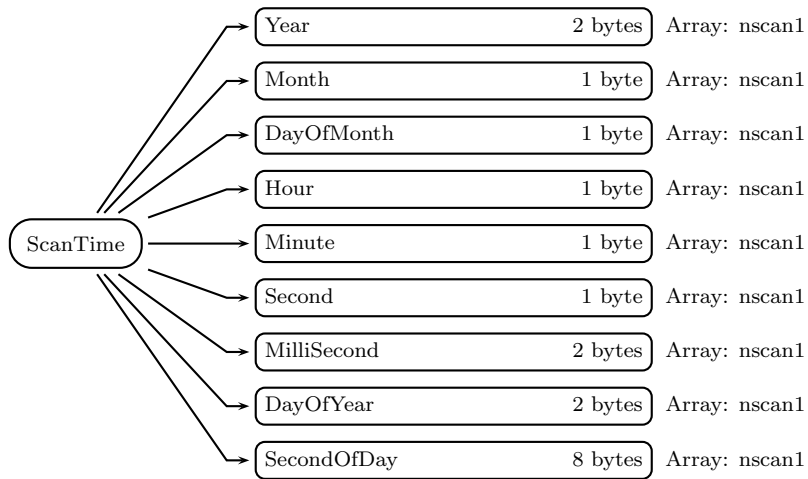 Year 2 bytes Array: nscan1
Month 1 byte Array: nscan1
DayOfMonth 1 byte Array: nscan1
Hour 1 byte Array: nscan1
ScanTime Minute 1 byte Array: nscan1
Second 1 byte Array: nscan1
MilliSecond 2 bytes Array: nscan1
DayOfYear 2 bytes Array: nscan1
SecondOfDay 8 bytes Array: nscan1